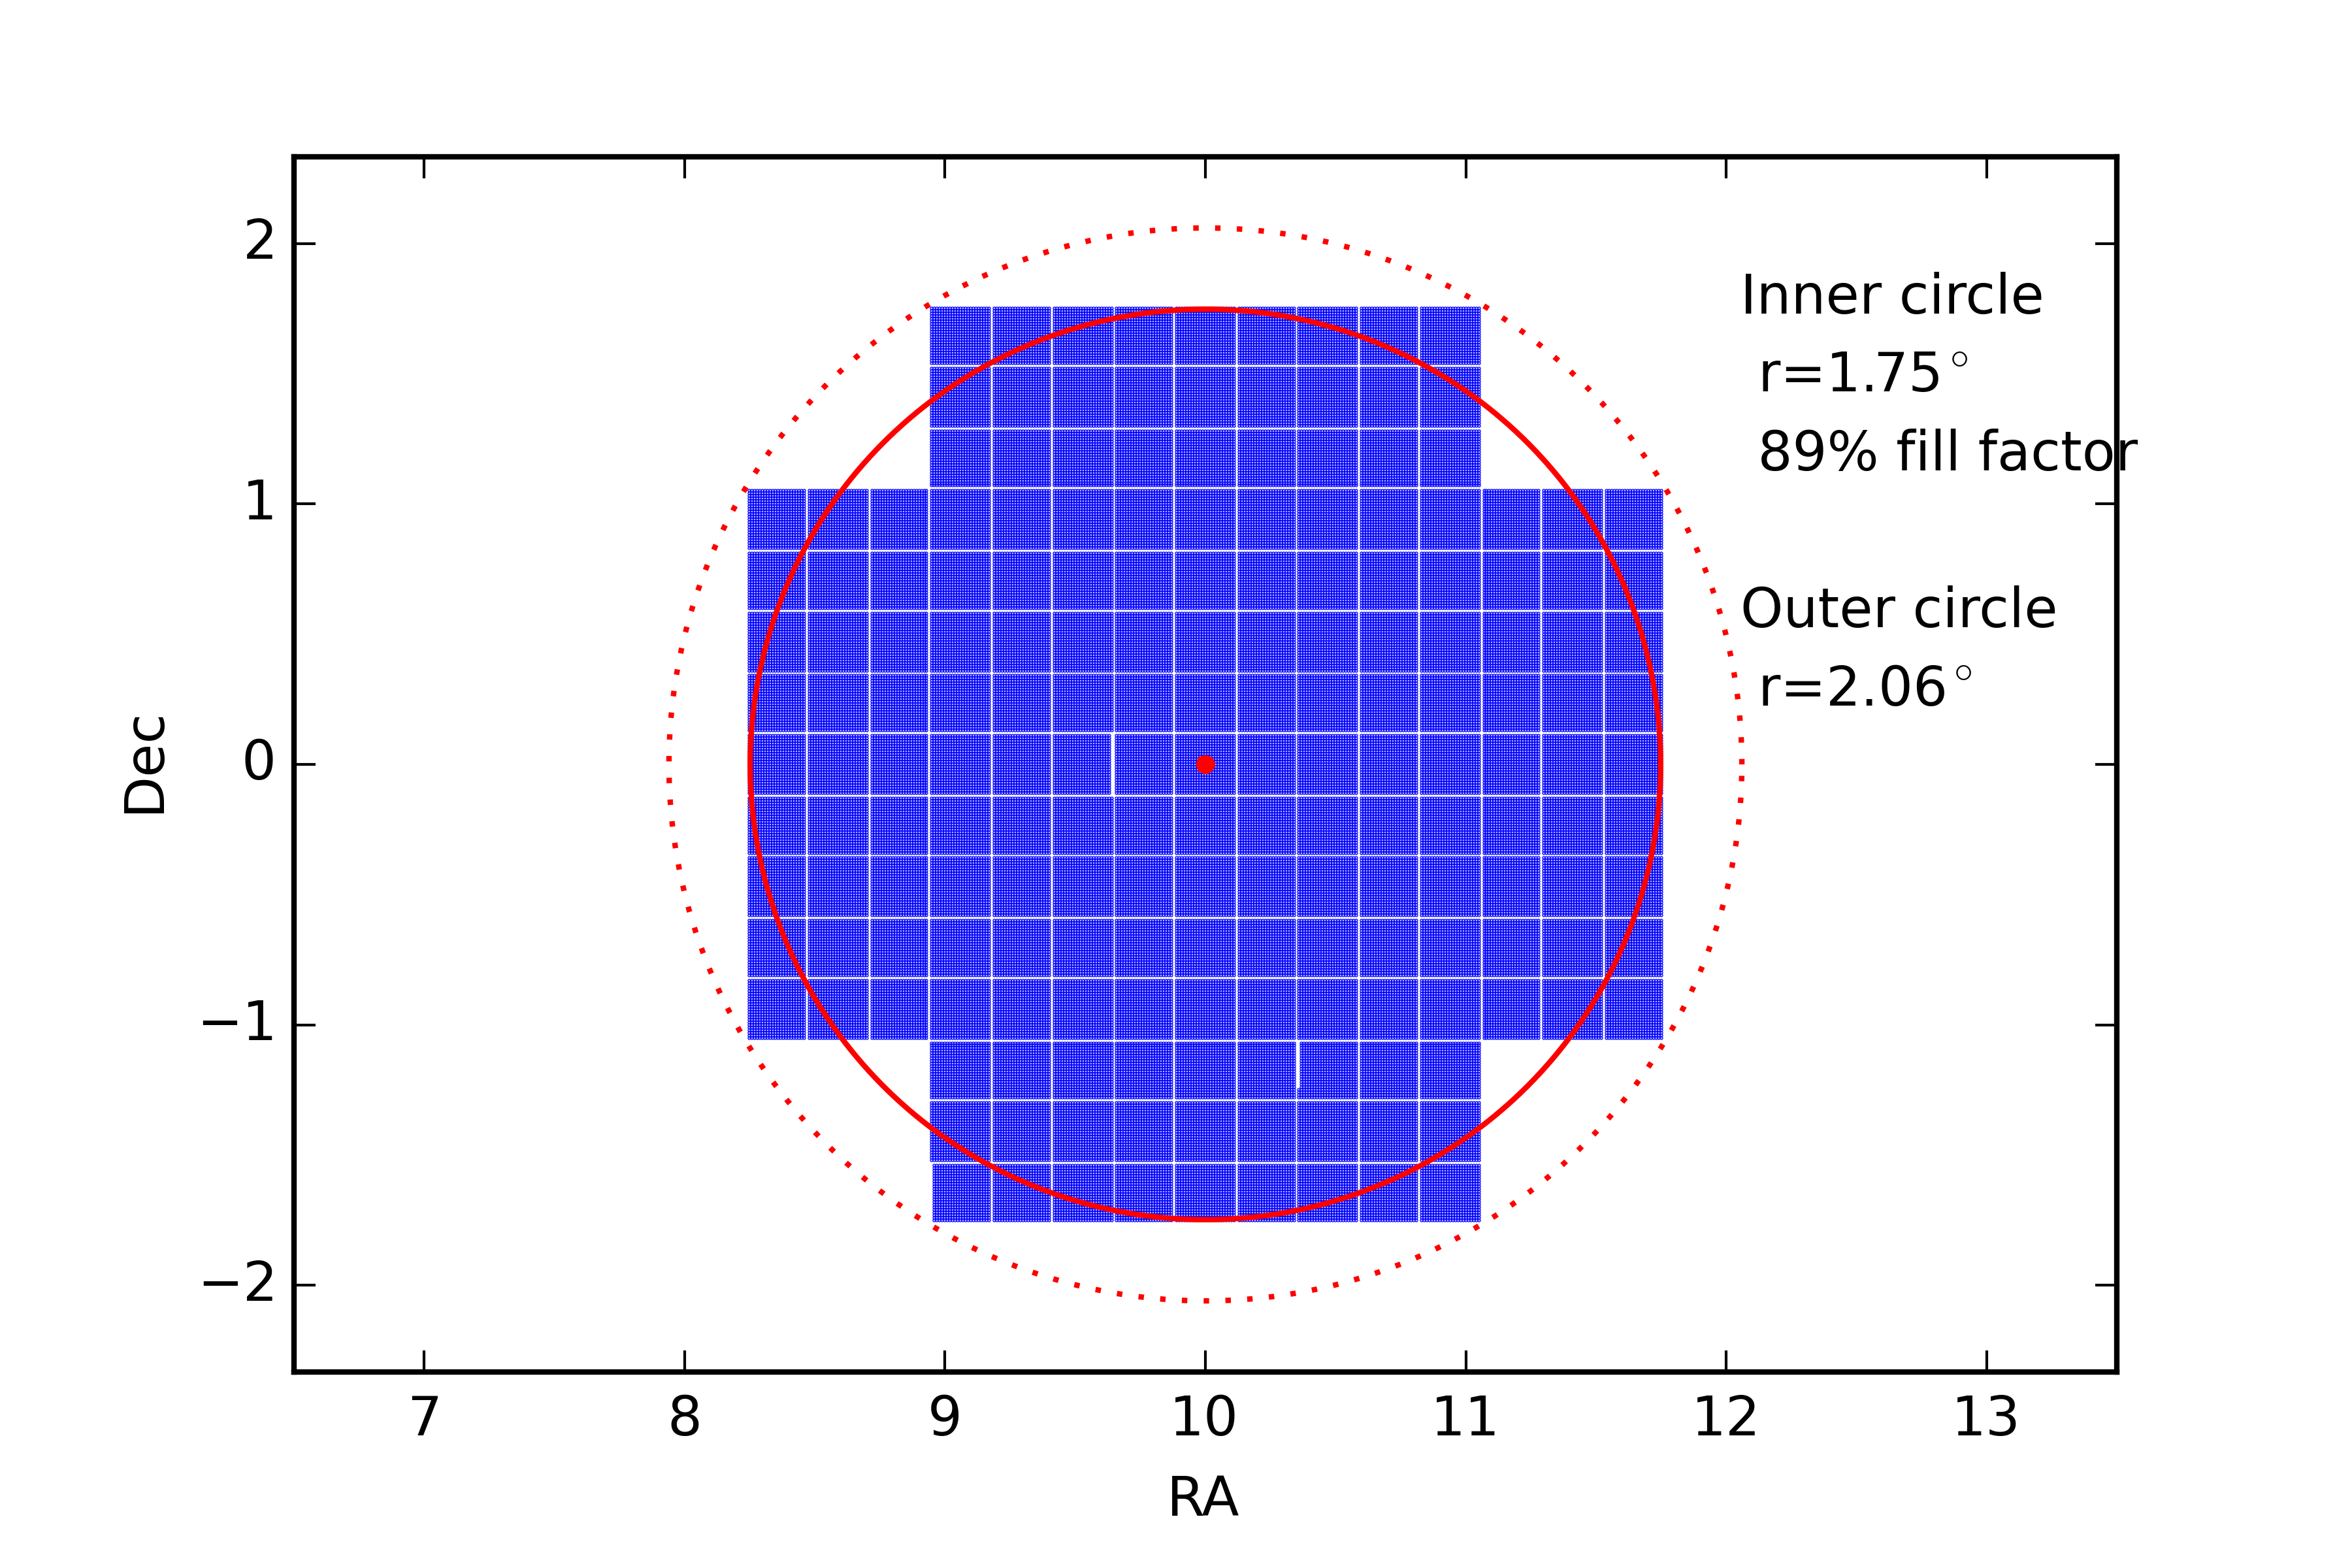 Inner circle
r=1.75°
89% fill factor
Outer circle
r=2.06°
2
1
0
−1
−2
Dec
7 8 9 10 11 12 13
RA